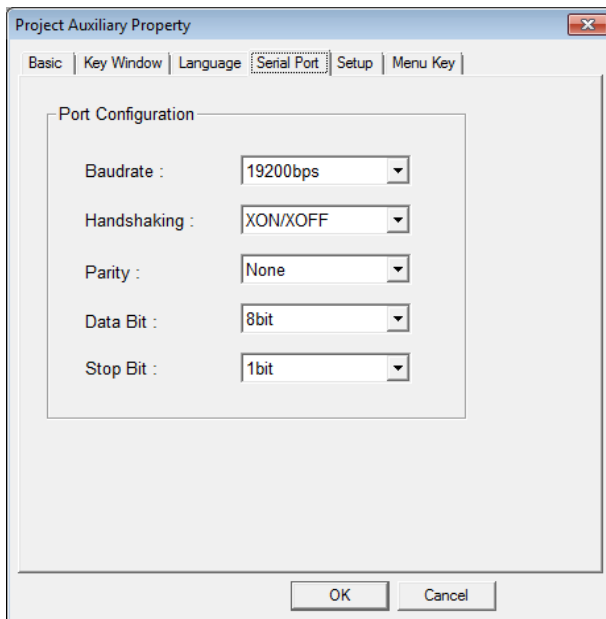 Project Auxiliary Property
Basic Key Window Language Serial Port Setup Menu Key
Port Configuration
Baudrate : 19200bps
Handshaking : XON/XOFF
Parity : None
Data Bit : 8bit
Stop Bit : 1bit
OK Cancel